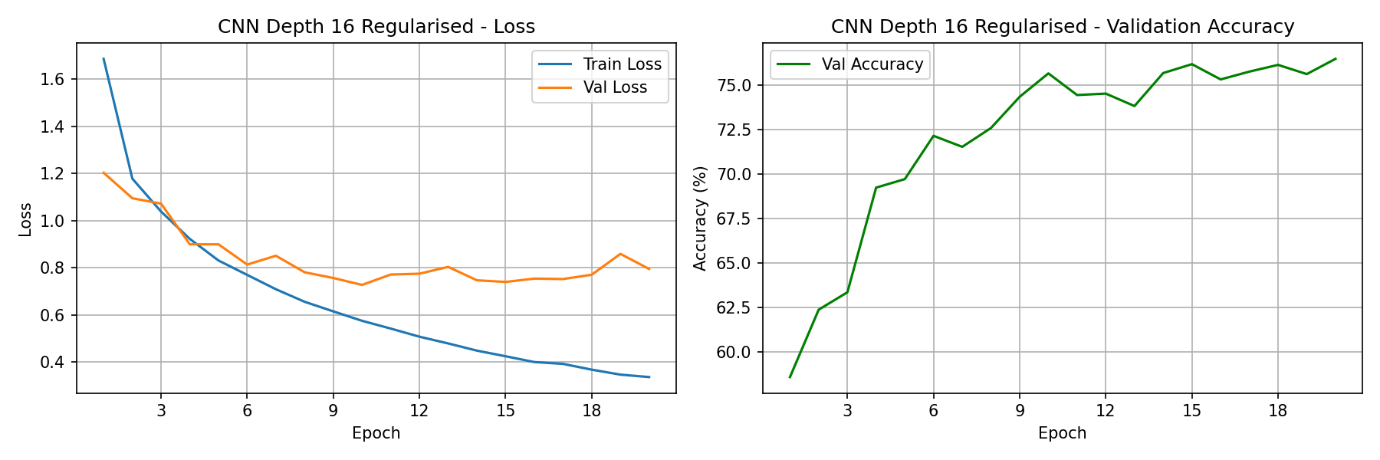 CNN Depth 16 Regularised - Loss
Train Loss
Val Loss
1.6
1.4
1.2
1.0
0.8
0.6
0.4
Loss
3 6 9 12 15 18
Epoch
CNN Depth 16 Regularised - Validation Accuracy
Val Accuracy
75.0
72.5
70.0
67.5
65.0
62.5
60.0
Accuracy (%)
3 6 9 12 15 18
Epoch